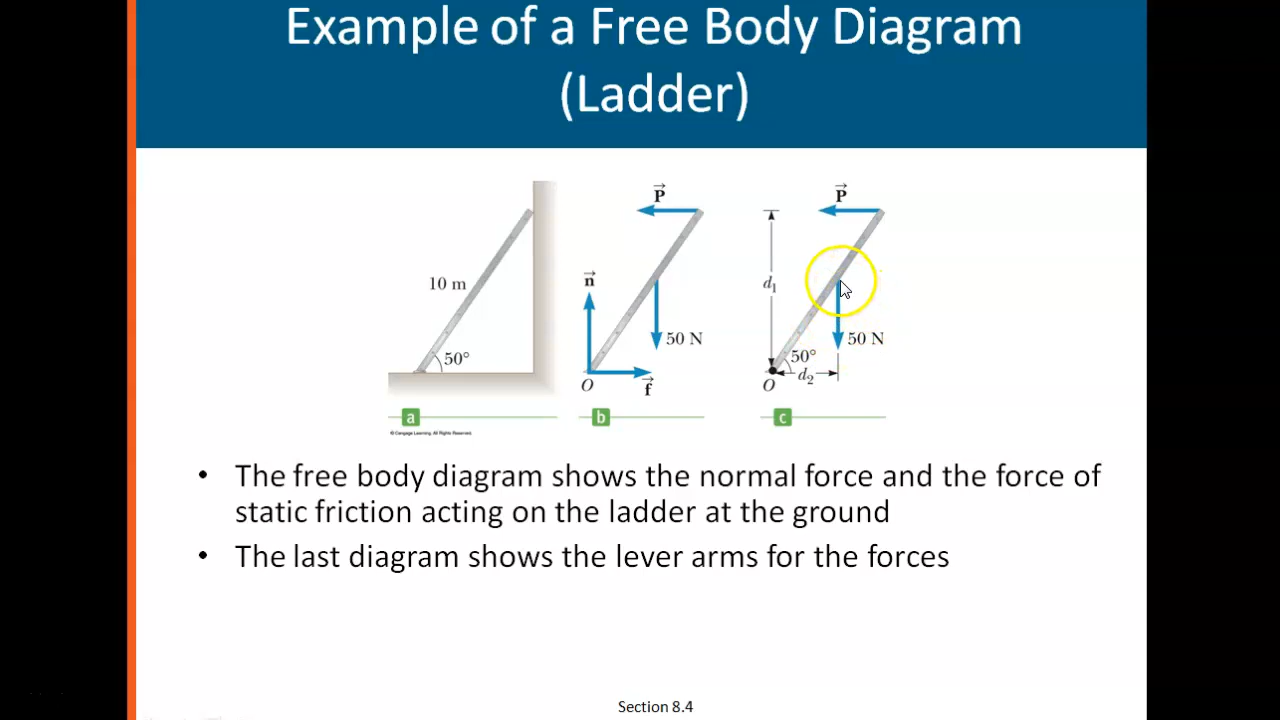 Example of a Free Body Diagram
(Ladder)
10 m
50°
a
P
n
50 N
O
f
b
P
d₁
50 N
50°
d₂
O
c
© Cengage Learning. All Rights Reserved.
• The free body diagram shows the normal force and the force of
static friction acting on the ladder at the ground
• The last diagram shows the lever arms for the forces
Section 8.4